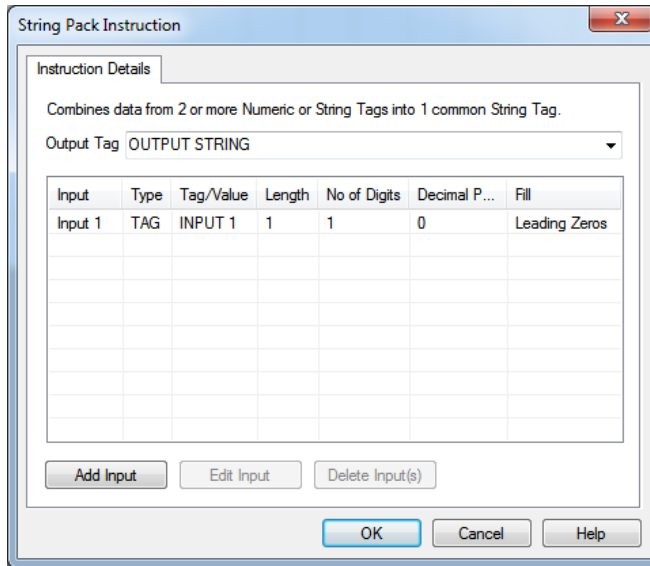 String Pack Instruction
Instruction Details
Combines data from 2 or more Numeric or String Tags into 1 common String Tag.
Output Tag OUTPUT STRING
Input Type Tag/Value Length No of Digits Decimal P... Fill
Input 1 TAG INPUT 1 1 1 0 Leading Zeros
Add Input Edit Input Delete Input(s)
OK Cancel Help